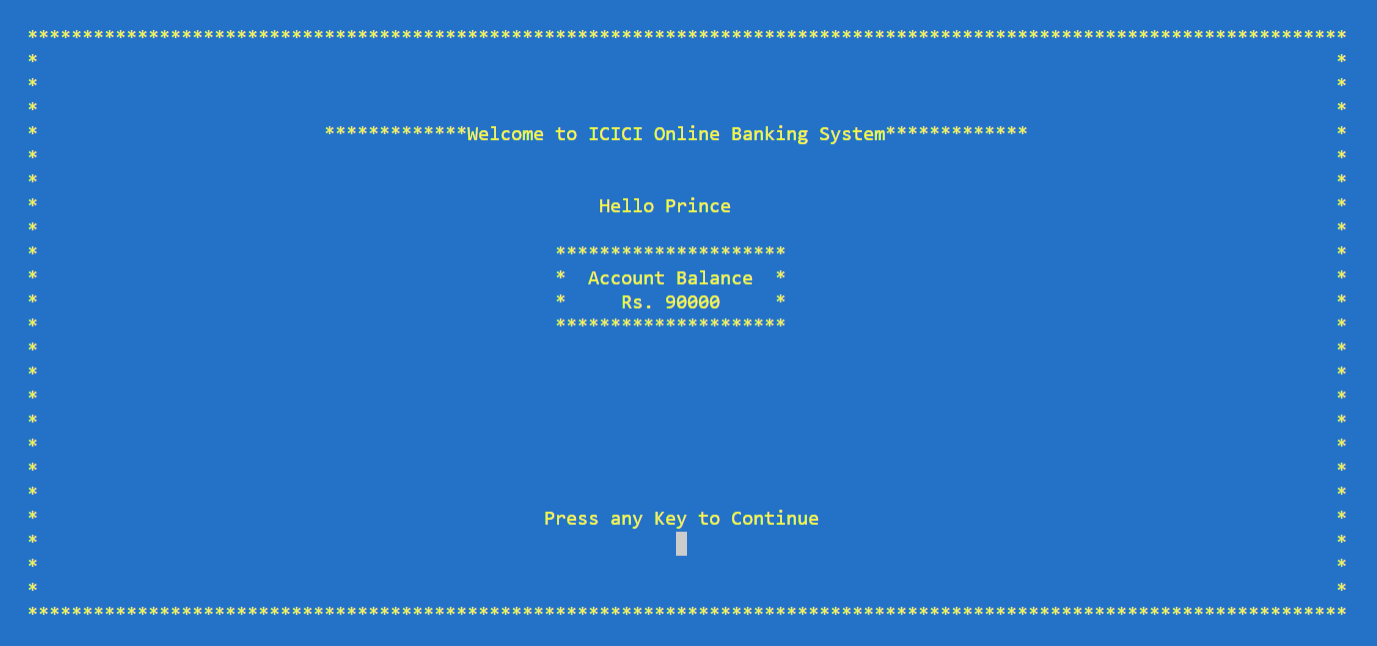 *************Welcome to ICICI Online Banking System*************
Hello Prince
*********************
*  Account Balance  *
*     Rs. 90000     *
*********************
Press any Key to Continue